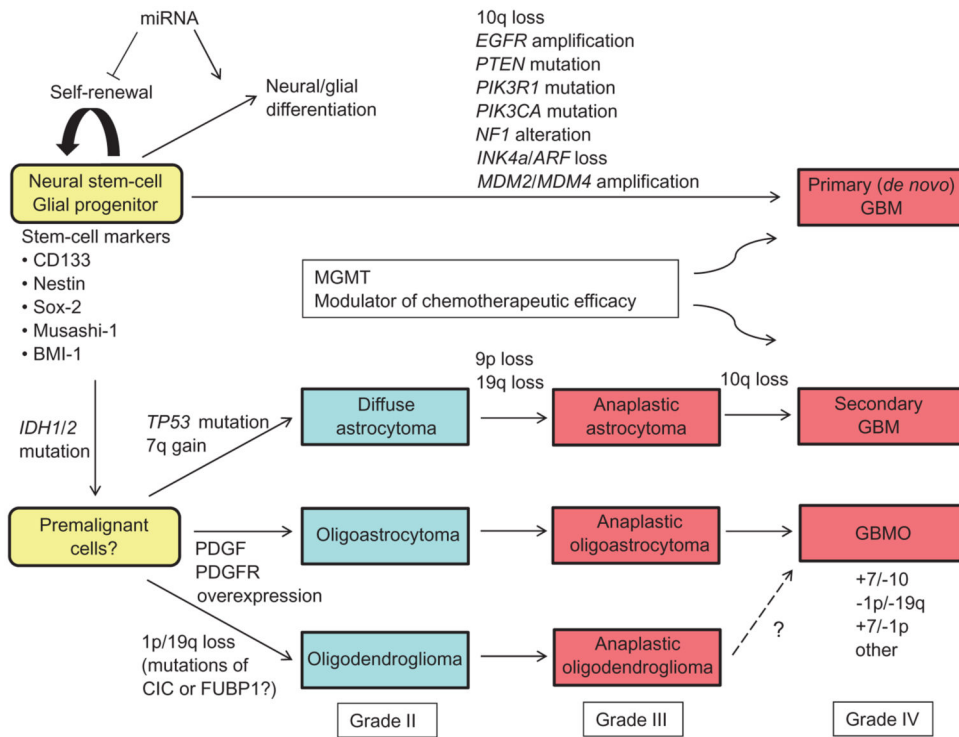 miRNA
Self-renewal
Neural/glial
differentiation
10q loss
EGFR amplification
PTEN mutation
PIK3R1 mutation
PIK3CA mutation
NF1 alteration
INK4a/ARF loss
MDM2/MDM4 amplification
Neural stem-cell
Glial progenitor
Primary (de novo)
GBM
Stem-cell markers
• CD133
• Nestin
• Sox-2
• Musashi-1
• BMI-1
MGMT
Modulator of chemotherapeutic efficacy
IDH1/2
mutation
TP53 mutation
7q gain
Diffuse
astrocytoma
9p loss
19q loss
Anaplastic
astrocytoma
10q loss
Secondary
GBM
Premalignant
cells?
PDGF
PDGFR
overexpression
Oligoastrocytoma
Anaplastic
oligoastrocytoma
GBMO
+7/-10
-1p/-19q
+7/-1p
other
1p/19q loss
(mutations of
CIC or FUBP1?)
Oligodendroglioma
Anaplastic
oligodendroglioma
?
Grade II
Grade III
Grade IV